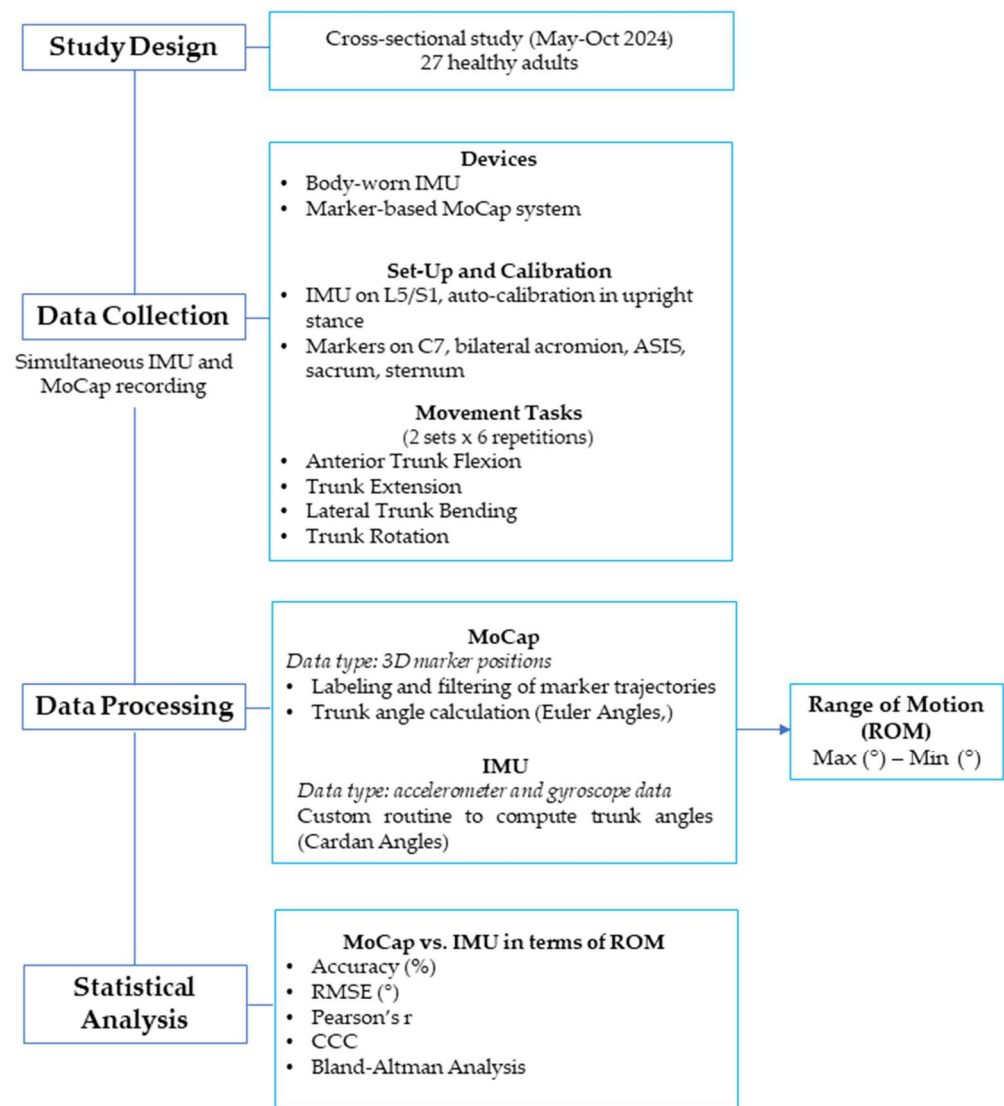 Study Design
Cross-sectional study (May-Oct 2024)
27 healthy adults
Data Collection
Simultaneous IMU and
MoCap recording
Devices
• Body-worn IMU
• Marker-based MoCap system
Set-Up and Calibration
• IMU on L5/S1, auto-calibration in upright
stance
• Markers on C7, bilateral acromion, ASIS,
sacrum, sternum
Movement Tasks
(2 sets x 6 repetitions)
• Anterior Trunk Flexion
• Trunk Extension
• Lateral Trunk Bending
• Trunk Rotation
Data Processing
MoCap
Data type: 3D marker positions
• Labeling and filtering of marker trajectories
• Trunk angle calculation (Euler Angles,)
IMU
Data type: accelerometer and gyroscope data
Custom routine to compute trunk angles
(Cardan Angles)
Range of Motion
(ROM)
Max (°) – Min (°)
Statistical
Analysis
MoCap vs. IMU in terms of ROM
• Accuracy (%)
• RMSE (°)
• Pearson's r
• CCC
• Bland-Altman Analysis